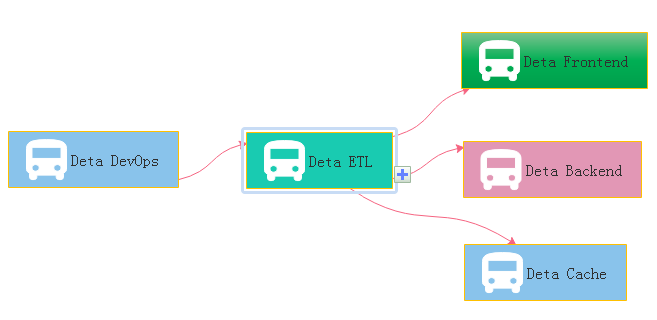 Deta Frontend
Deta DevOps
Deta ETL
Deta Backend
Deta Cache